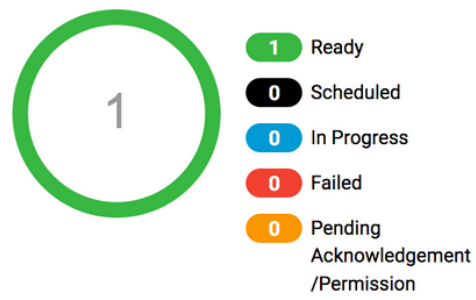 1
1 Ready
0 Scheduled
0 In Progress
0 Failed
0 Pending
Acknowledgement
/Permission